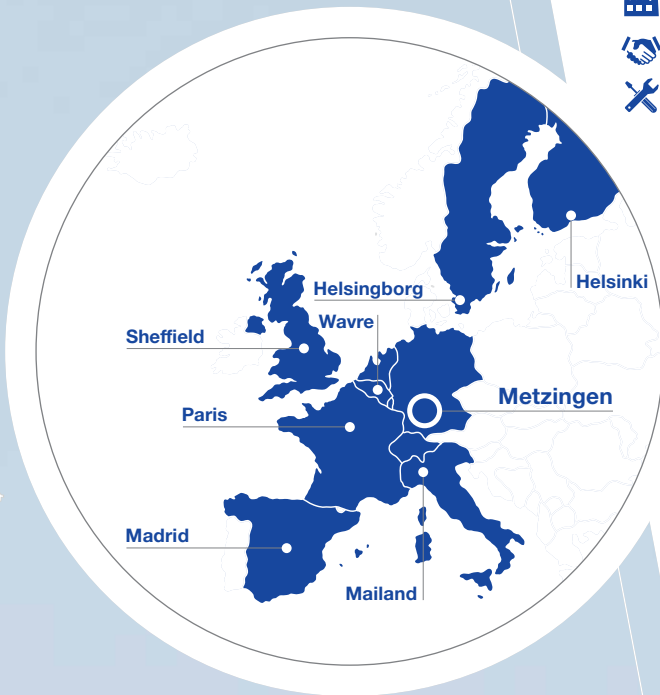 Helsingborg
Helsinki
Wavre
Sheffield
Metzingen
Paris
Madrid
Mailand